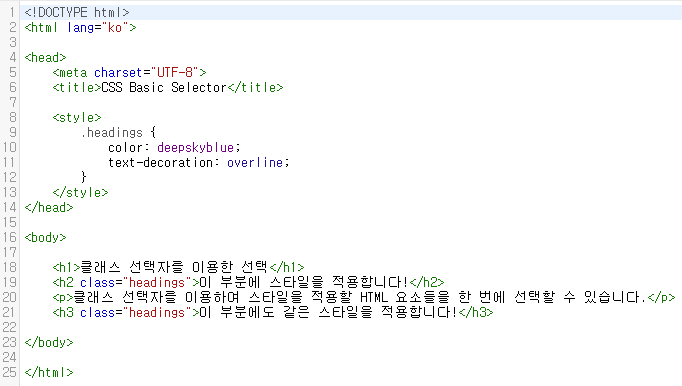 1 <!DOCTYPE html>
2 <html lang="ko">
3
4 <head>
5     <meta charset="UTF-8">
6     <title>CSS Basic Selector</title>
7
8     <style>
9         .headings {
10             color: deepskyblue;
11             text-decoration: overline;
12         }
13     </style>
14 </head>
15
16 <body>
17
18     <h1>클래스 선택자를 이용한 선택</h1>
19     <h2 class="headings">이 부분에 스타일을 적용합니다!</h2>
20     <p>클래스 선택자를 이용하여 스타일을 적용할 HTML 요소들을 한 번에 선택할 수 있습니다.</p>
21     <h3 class="headings">이 부분에도 같은 스타일을 적용합니다!</h3>
22
23 </body>
24
25 </html>